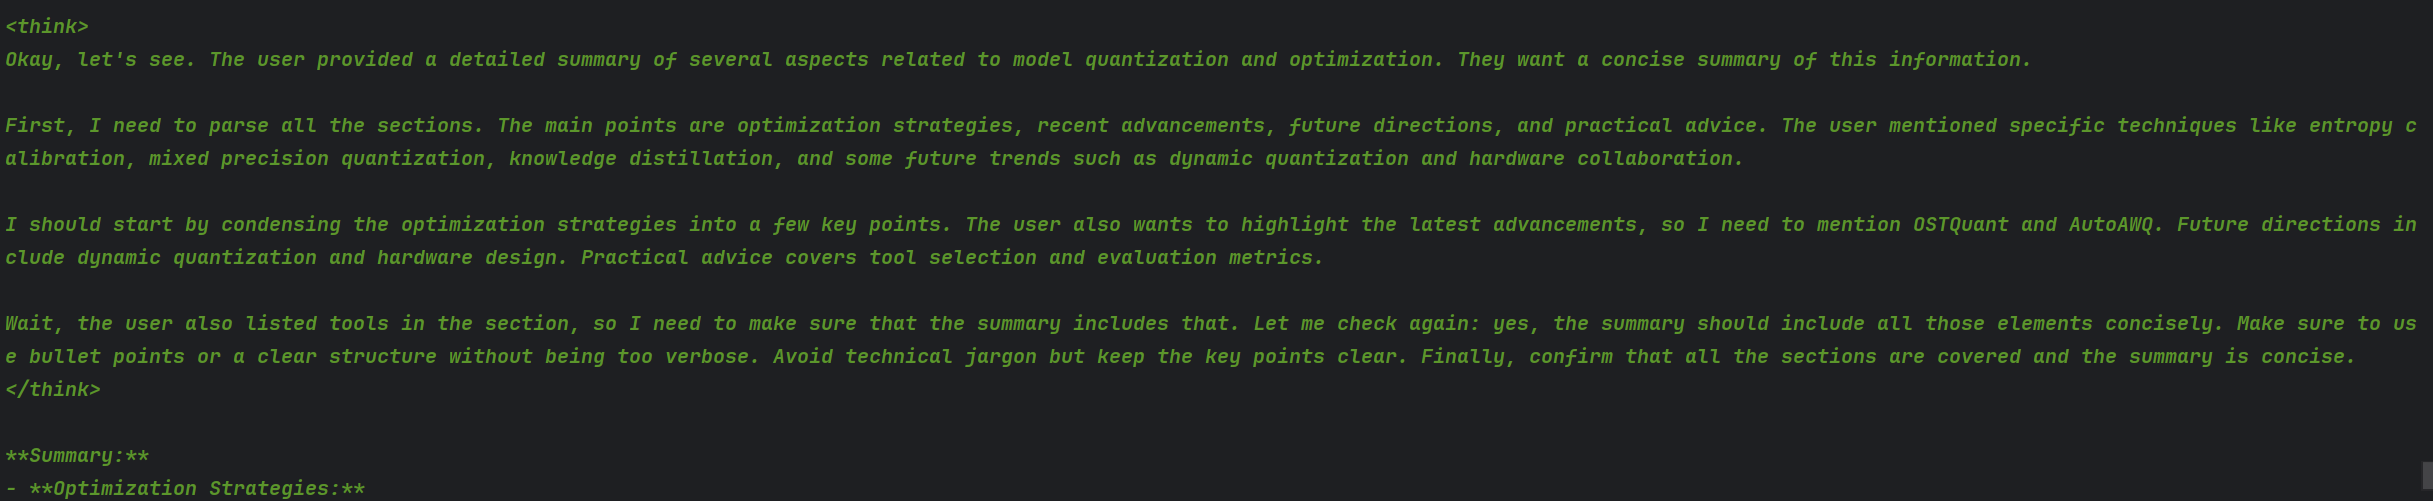 <think>
Okay, let's see. The user provided a detailed summary of several aspects related to model quantization and optimization. They want a concise summary of this information.
First, I need to parse all the sections. The main points are optimization strategies, recent advancements, future directions, and practical advice. The user mentioned specific techniques like entropy c
alibration, mixed precision quantization, knowledge distillation, and some future trends such as dynamic quantization and hardware collaboration.
I should start by condensing the optimization strategies into a few key points. The user also wants to highlight the latest advancements, so I need to mention OSTQuant and AutoAWQ. Future directions in
clude dynamic quantization and hardware design. Practical advice covers tool selection and evaluation metrics.
Wait, the user also listed tools in the section, so I need to make sure that the summary includes that. Let me check again: yes, the summary should include all those elements concisely. Make sure to us
e bullet points or a clear structure without being too verbose. Avoid technical jargon but keep the key points clear. Finally, confirm that all the sections are covered and the summary is concise.
</think>
**Summary:**
- **Optimization Strategies:**